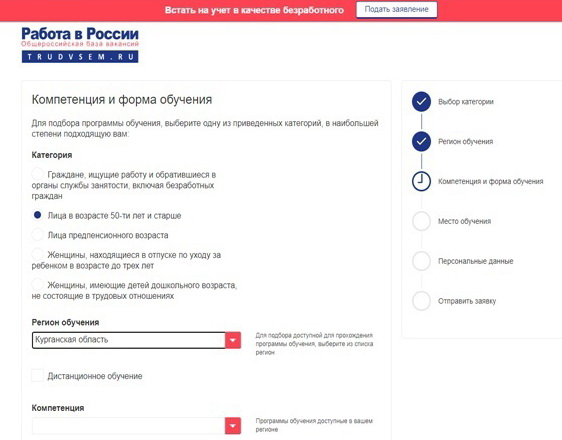 Встать на учет в качестве безработного
Подать заявление
Работа в России
Общероссийская база вакансий
TRUDVSEM.RU
Компетенция и форма обучения
Для подбора программы обучения, выберите одну из приведенных категорий, в наибольшей
степени подходящую вам:
Категория
Граждане, ищущие работу и обратившиеся в
органы службы занятости, включая безработных
граждан
Лица в возрасте 50-ти лет и старше
Лица предпенсионного возраста
Женщины, находящиеся в отпуске по уходу за
ребенком в возрасте до трех лет
Женщины, имеющие детей дошкольного возраста,
не состоящие в трудовых отношениях
Регион обучения
Курганская область
Для подбора доступной для прохождения
программы обучения, выберите из списка
регион
Дистанционное обучение
Компетенция
Программы обучения доступные в вашем
регионе
Выбор категории
Регион обучения
Компетенция и форма обучения
Место обучения
Персональные данные
Отправить заявку